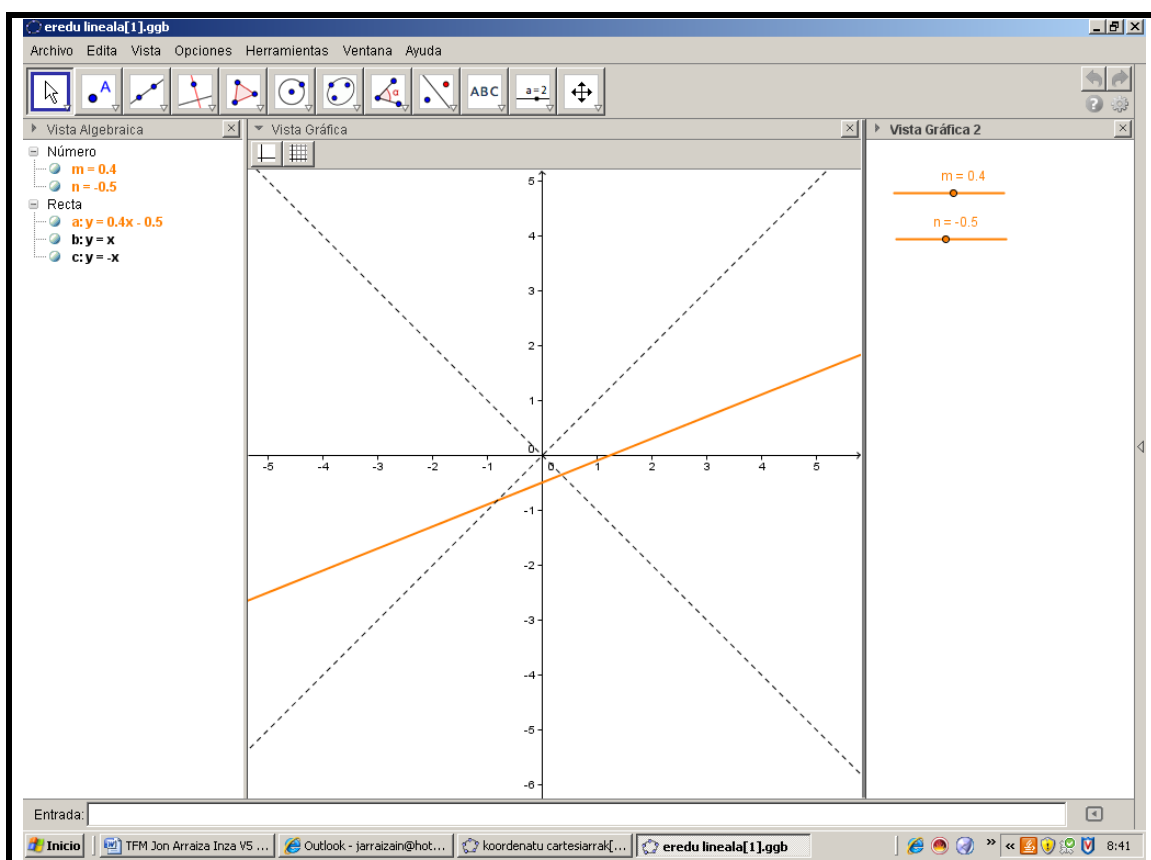 eredu lineala[1].ggb
Archivo Edita Vista Opciones Herramientas Ventana Ayuda
A α ABC a=2
Vista Algebraica
Número
m = 0.4
n = -0.5
Recta
a: y = 0.4x - 0.5
b: y = x
c: y = -x
Vista Gráfica
5
4
3
2
1
0
-5 -4 -3 -2 -1 0 1 2 3 4 5
-1
-2
-3
-4
-5
-6
Vista Gráfica 2
m = 0.4
n = -0.5
Entrada:
Inicio TFM Jon Arraiza Inza V5 ... Outlook - jarraizain@hot... koordenatu cartesiarrak[... eredu lineala[1].ggb » « 8:41